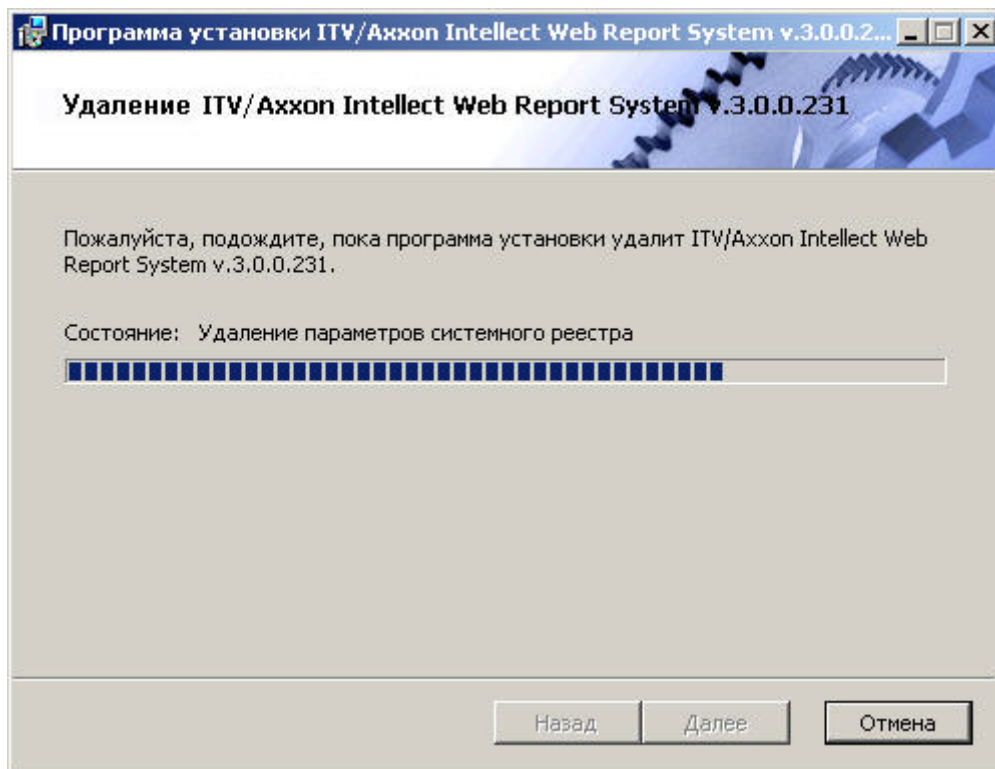 Программа установки ITV/Axxon Intellect Web Report System v.3.0.0.2...
Удаление ITV/Axxon Intellect Web Report System v.3.0.0.231
Пожалуйста, подождите, пока программа установки удалит ITV/Axxon Intellect Web
Report System v.3.0.0.231.
Состояние: Удаление параметров системного реестра
Назад Далее Отмена